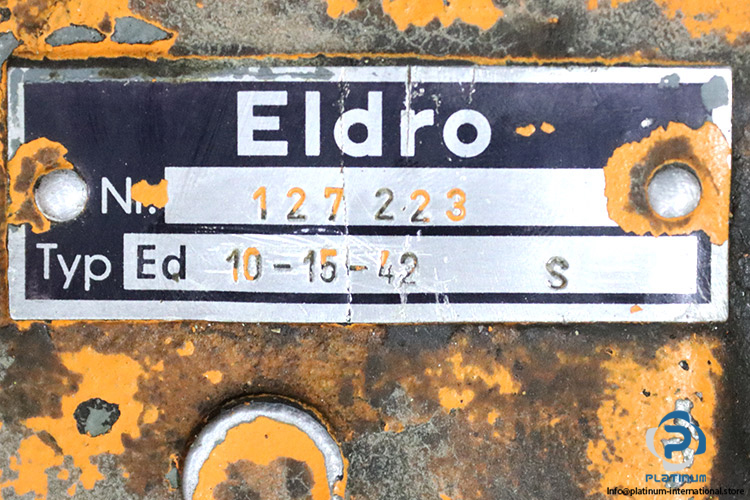 Eldro
Nr. 127 223
Typ Ed 10-15-42 S
PLATINUM
Info@platinum-international.store